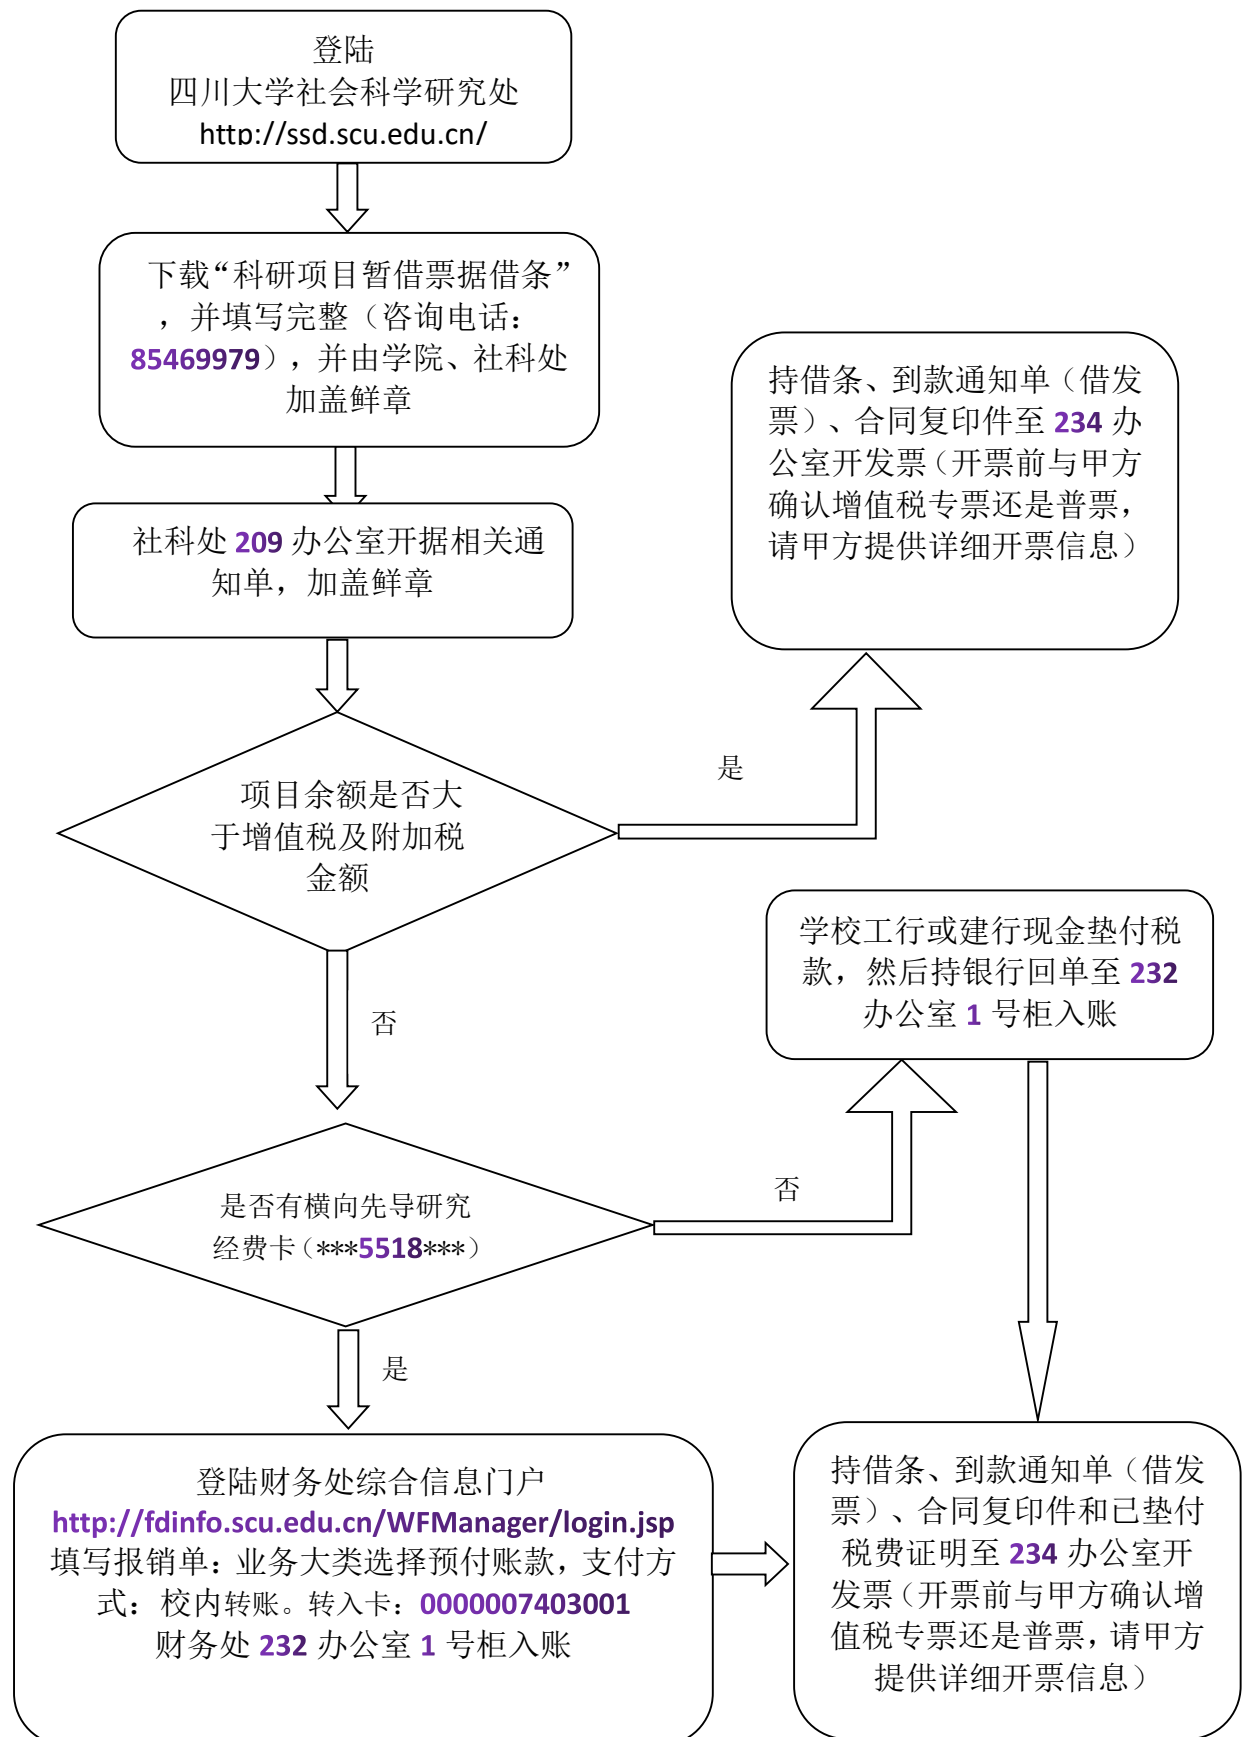 登陆
四川大学社会科学研究处
http://ssd.scu.edu.cn/
下载“科研项目暂借票据借条”
，并填写完整（咨询电话：
85469979），并由学院、社科处
加盖鲜章
持借条、到款通知单（借发
票）、合同复印件至 234 办
公室开发票（开票前与甲方
确认增值税专票还是普票，
请甲方提供详细开票信息）
社科处 209 办公室开据相关通
知单，加盖鲜章
是
项目余额是否大
于增值税及附加税
金额
学校工行或建行现金垫付税
款，然后持银行回单至 232
办公室 1 号柜入账
否
否
是否有横向先导研究
经费卡（***5518***）
是
登陆财务处综合信息门户
http://fdinfo.scu.edu.cn/WFManager/login.jsp
填写报销单：业务大类选择预付账款，支付方
式：校内转账。转入卡：0000007403001
财务处 232 办公室 1 号柜入账
持借条、到款通知单（借发
票）、合同复印件和已垫付
税费证明至 234 办公室开
发票（开票前与甲方确认增
值税专票还是普票，请甲方
提供详细开票信息）